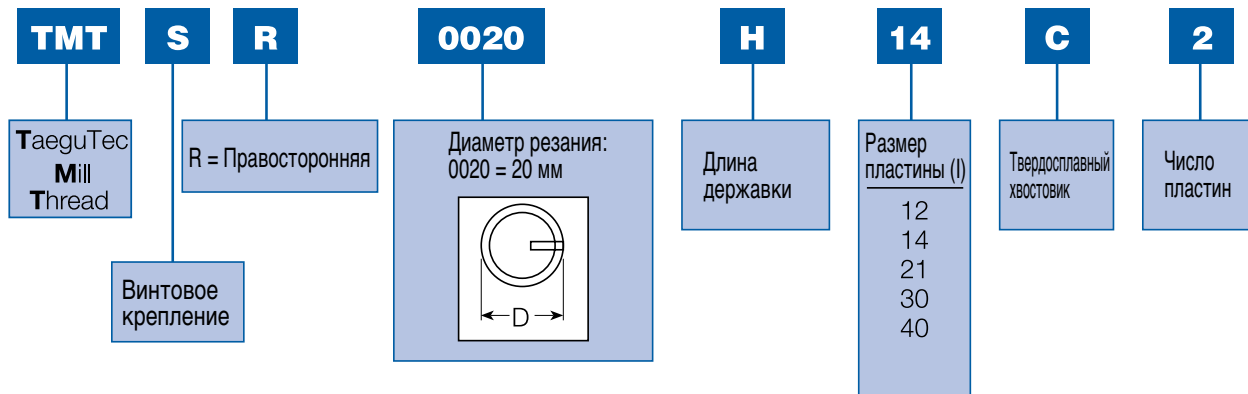 TMT S R 0020 H 14 C 2
TaeguTec
Mill
Thread
Винтовое
крепление
R = Правосторонняя
Диаметр резания:
0020 = 20 мм
D
Длина
державки
Размер
пластины (l)
12
14
21
30
40
Твердосплавный
хвостовик
Число
пластин